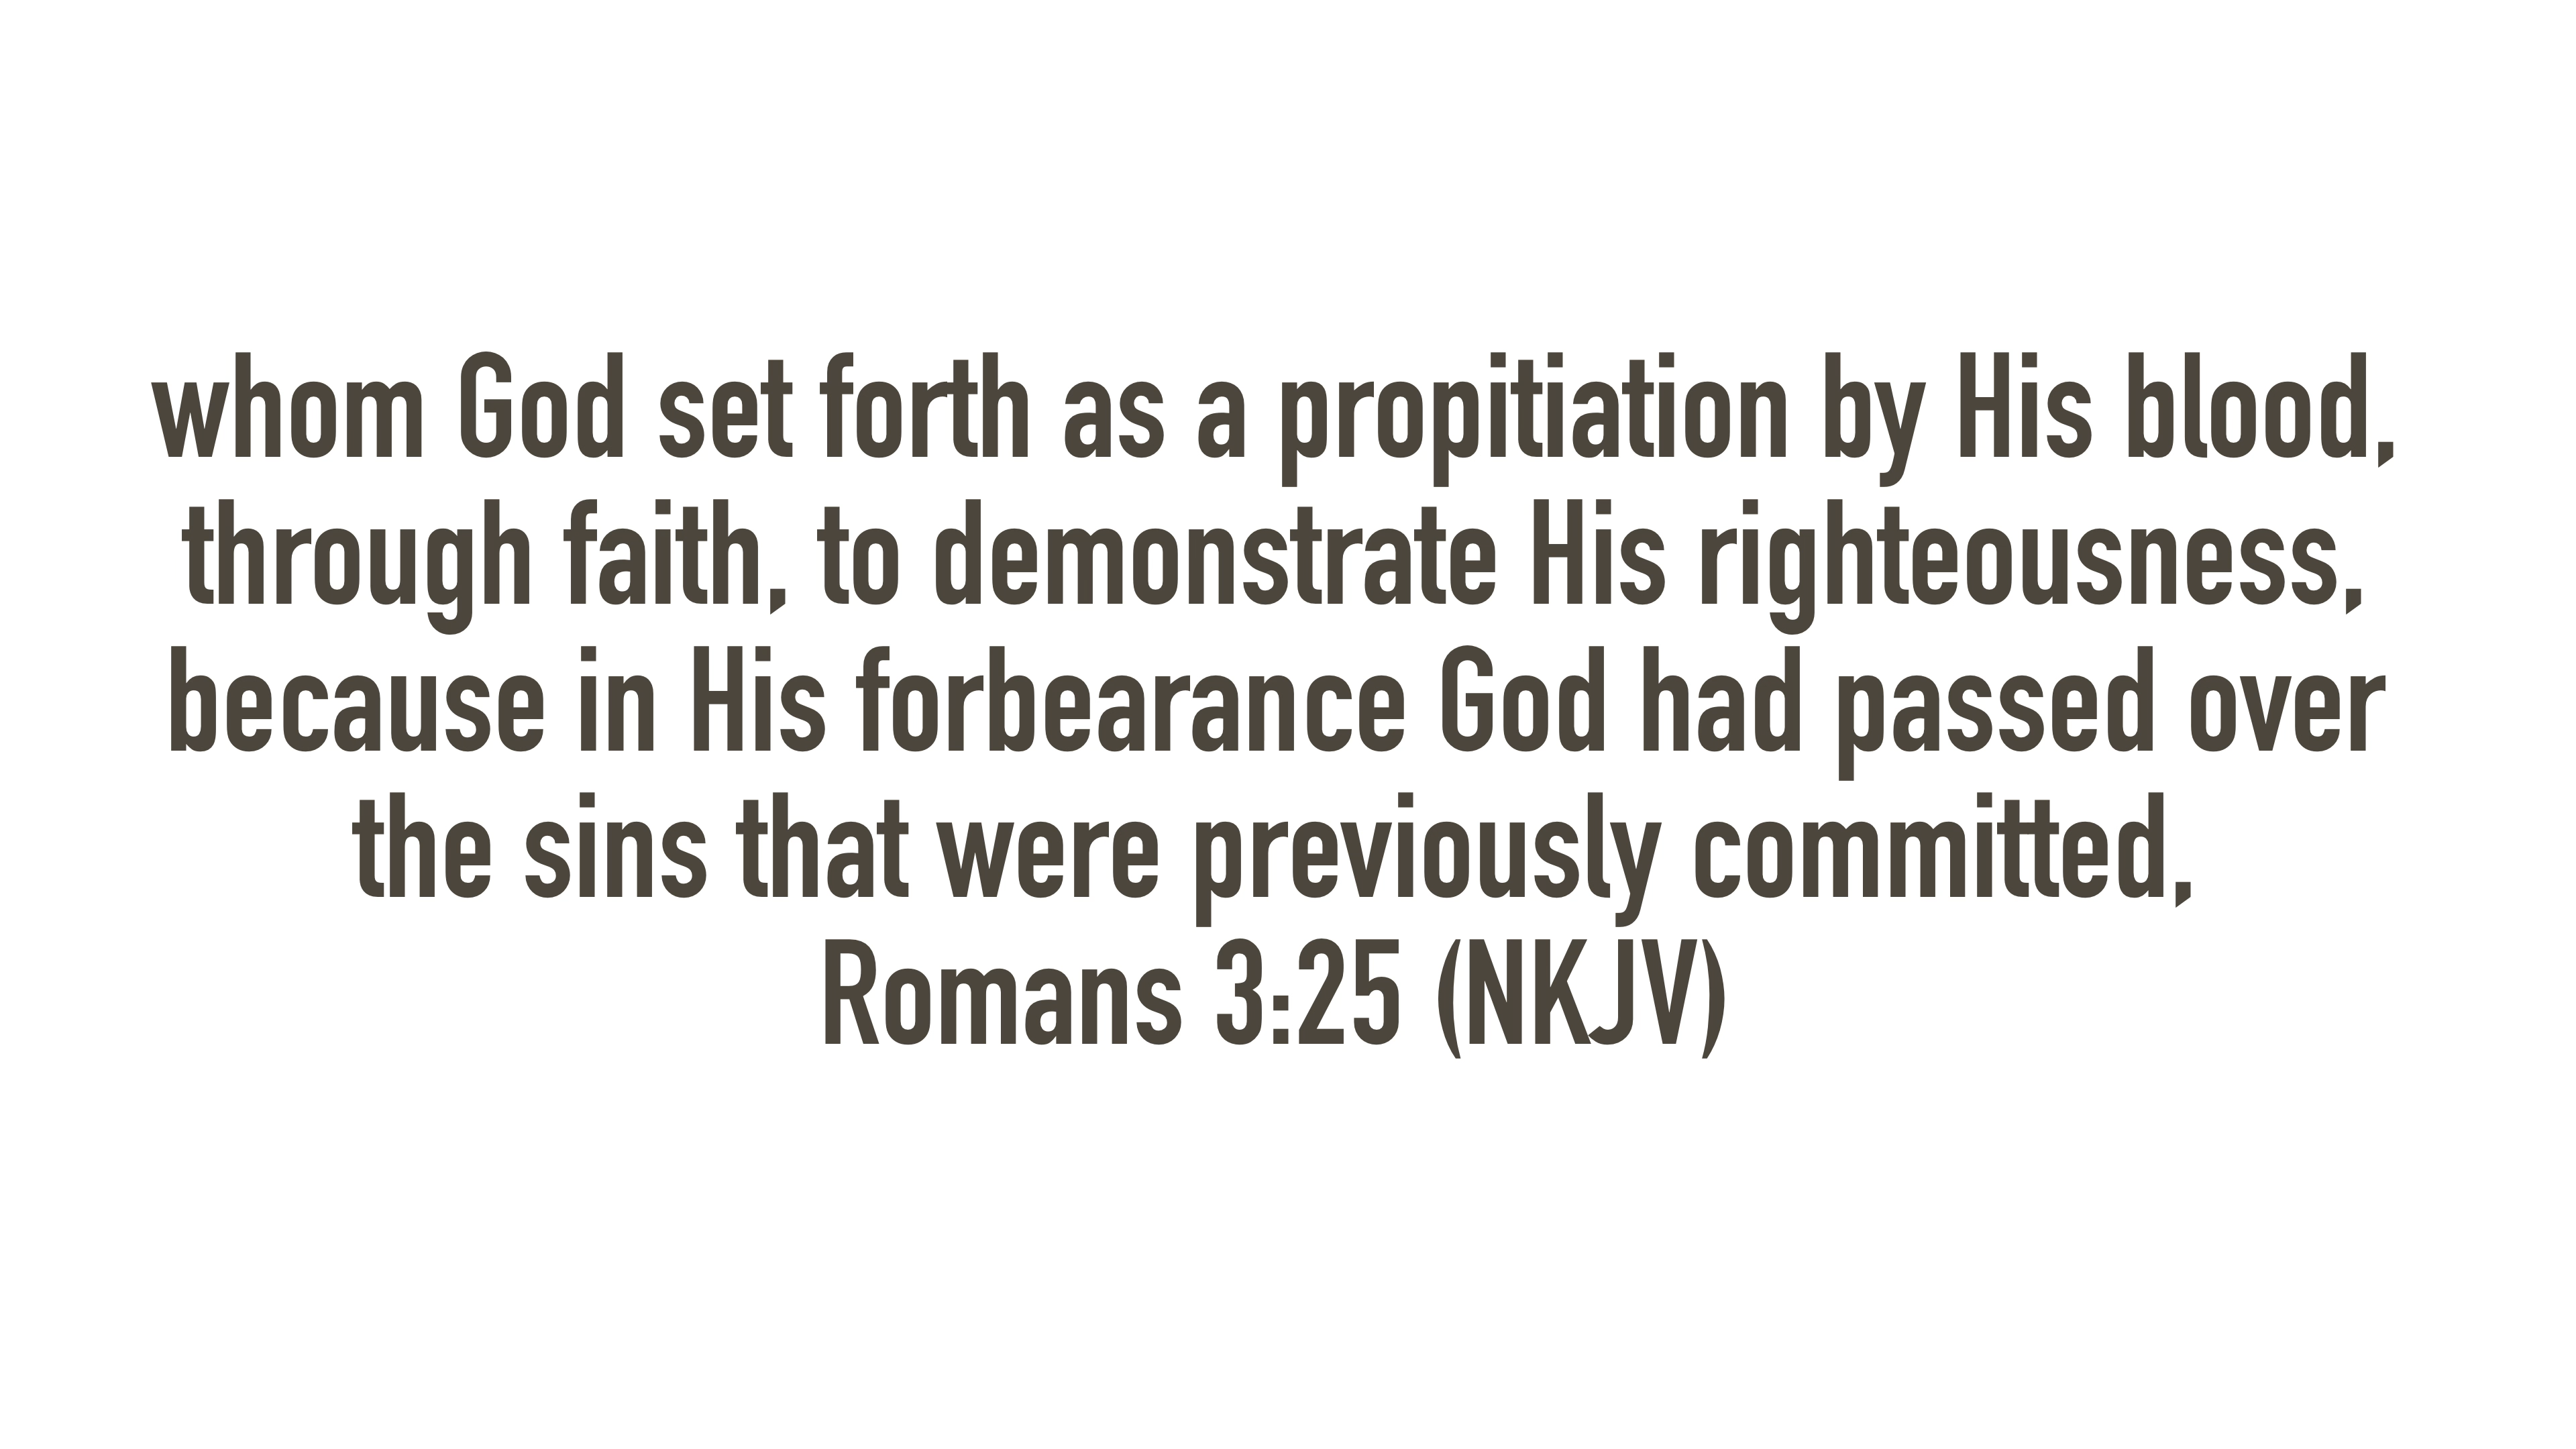 whom God set forth as a propitiation by His blood,
through faith, to demonstrate His righteousness,
because in His forbearance God had passed over
the sins that were previously committed,
Romans 3:25 (NKJV)